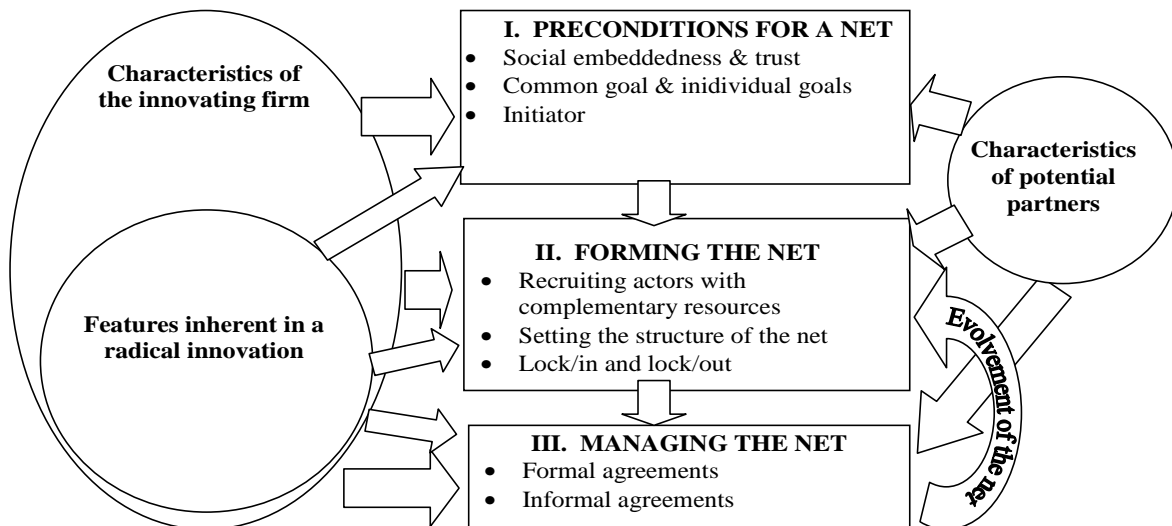 Characteristics of
the innovating firm
Features inherent in a
radical innovation
I. PRECONDITIONS FOR A NET
• Social embeddedness & trust
• Common goal & inidividual goals
• Initiator
II. FORMING THE NET
• Recruiting actors with
complementary resources
• Setting the structure of the net
• Lock/in and lock/out
III. MANAGING THE NET
• Formal agreements
• Informal agreements
Characteristics
of potential
partners
Evolvement of the net